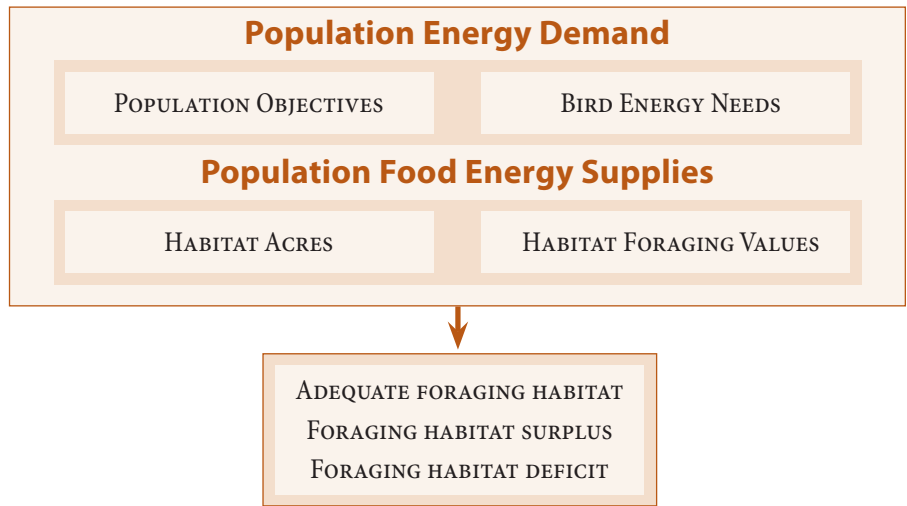 Population Energy Demand
Population Objectives
Bird Energy Needs
Population Food Energy Supplies
Habitat Acres
Habitat Foraging Values
Adequate foraging habitat
Foraging habitat surplus
Foraging habitat deficit